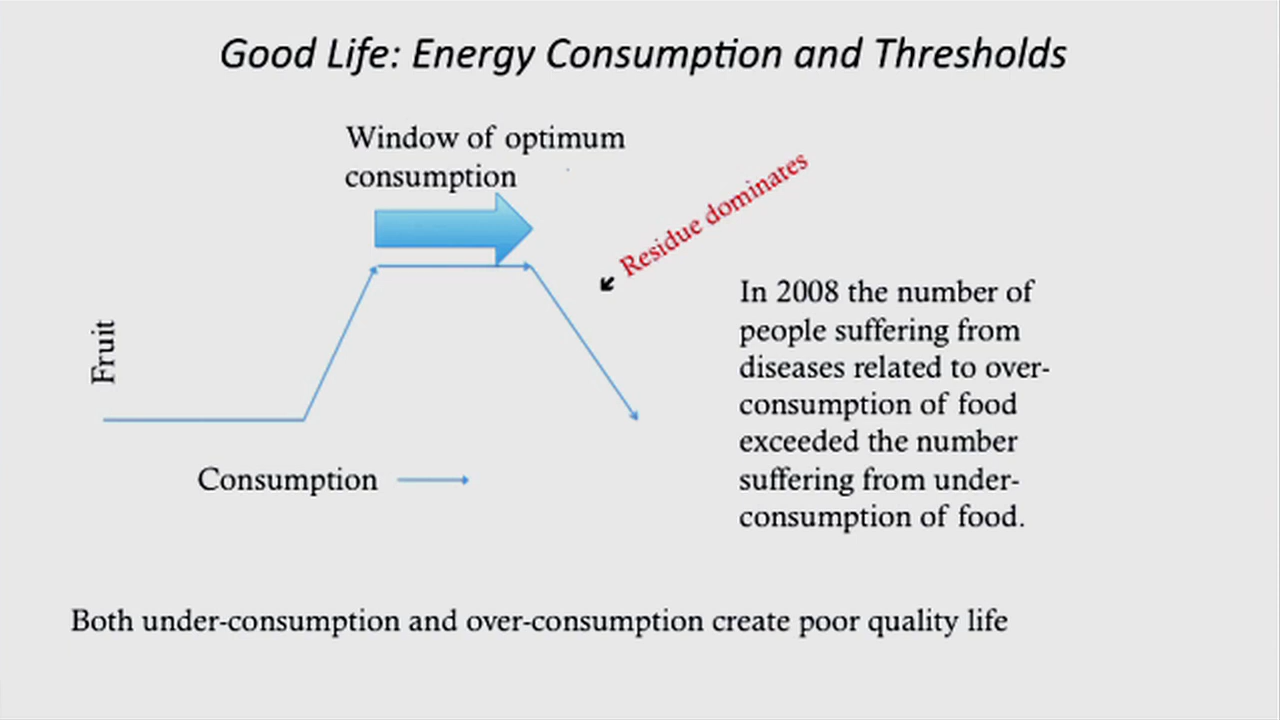 Good Life: Energy Consumption and Thresholds
Window of optimum
consumption
Residue dominates
Fruit
Consumption
In 2008 the number of
people suffering from
diseases related to over-
consumption of food
exceeded the number
suffering from under-
consumption of food.
Both under-consumption and over-consumption create poor quality life